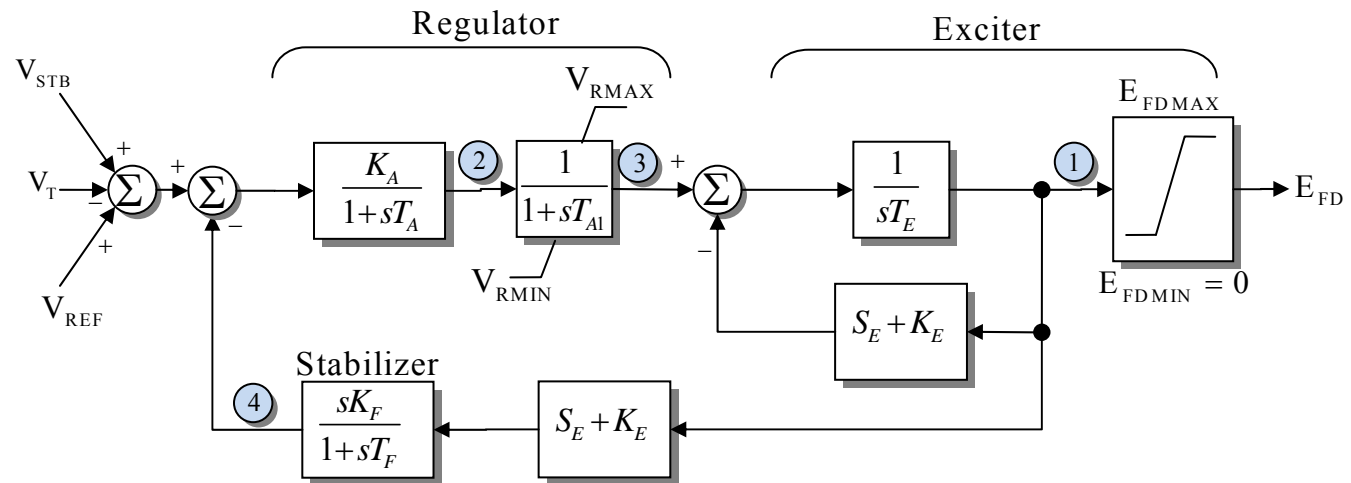 Regulator
Exciter
V_STB
V_RMAX
E_FDMAX
+
+
+
V_T
−
Σ
Σ
K_A
1+sT_A
2
1
1+sT_A1
3
Σ
1
sT_E
1
E_FD
−
+
−
V_RMIN
E_FDMIN = 0
V_REF
S_E + K_E
Stabilizer
4
sK_F
1+sT_F
S_E + K_E